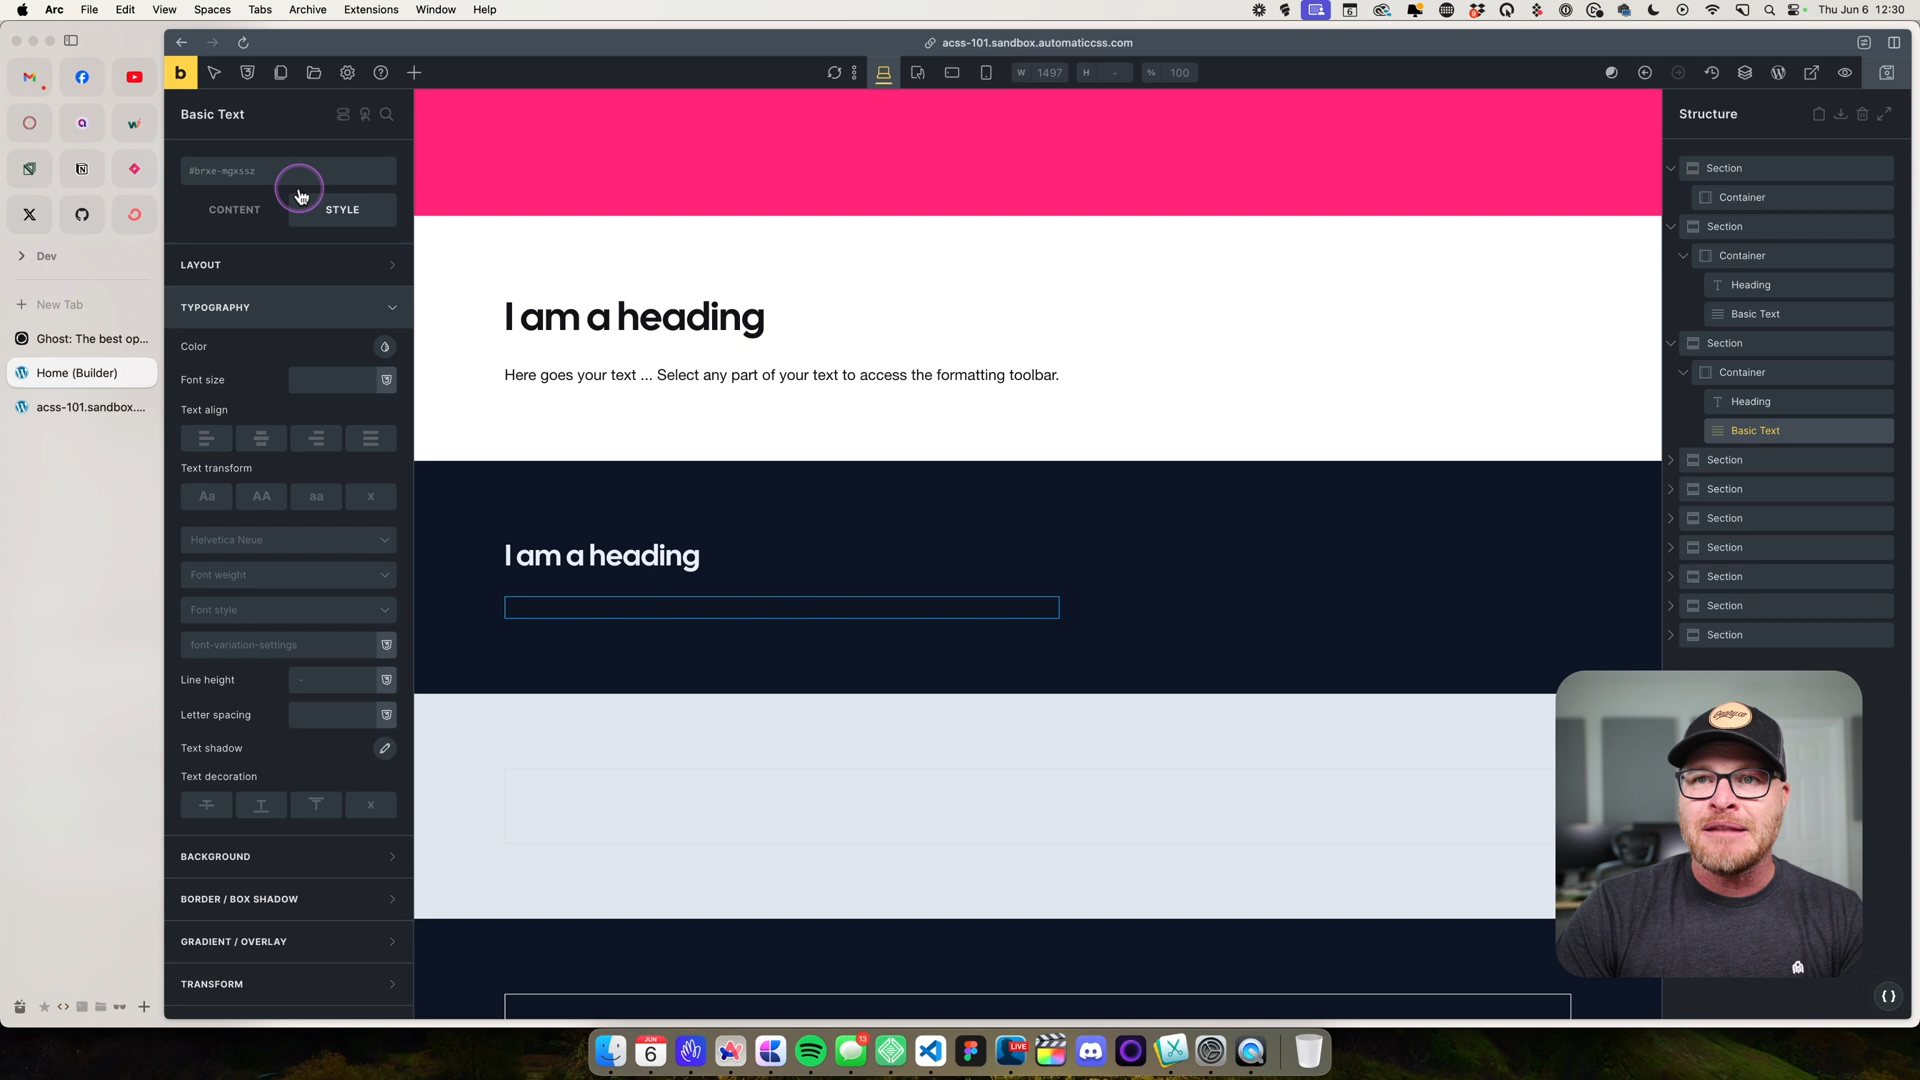 Arc File Edit View Spaces Tabs Archive Extensions Window Help
6
Thu Jun 6 12:30
acss-101.sandbox.automaticcss.com
b
W 1497 H - % 100
Basic Text
#brxe-mgxssz
CONTENT STYLE
LAYOUT
TYPOGRAPHY
Color
Font size
Text align
Text transform
Aa AA aa x
Helvetica Neue
Font weight
Font style
font-variation-settings
Line height -
Letter spacing
Text shadow
Text decoration
x
BACKGROUND
BORDER / BOX SHADOW
GRADIENT / OVERLAY
TRANSFORM
Dev
New Tab
Ghost: The best op...
Home (Builder)
acss-101.sandbox....
I am a heading
Here goes your text ... Select any part of your text to access the formatting toolbar.
I am a heading
Structure
Section
Container
Section
Container
Heading
Basic Text
Section
Container
Heading
Basic Text
Section
Section
Section
Section
Section
Section
Section
{ }
JUN
6
13
LIVE